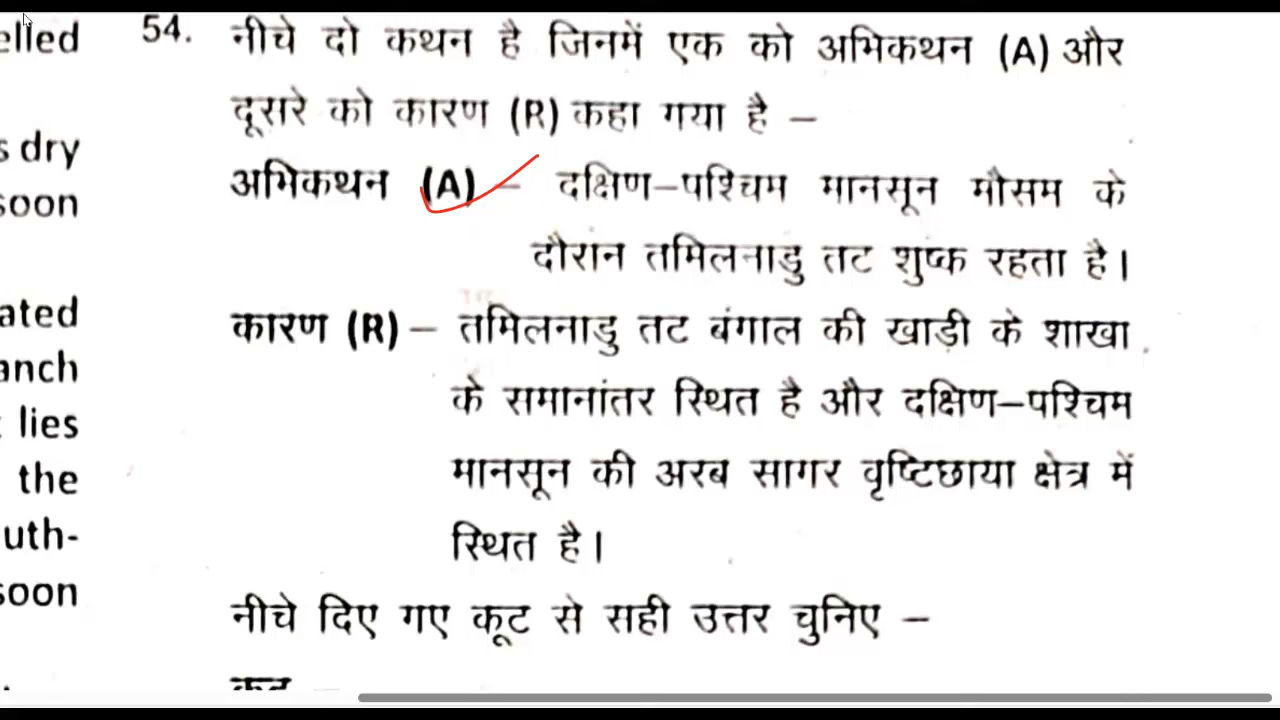 elled
s dry
soon
ated
anch
lies
the
uth-
soon
54. नीचे दो कथन है जिनमें एक को अभिकथन (A) और
दूसरे को कारण (R) कहा गया है –
अभिकथन (A) – दक्षिण–पश्चिम मानसून मौसम के
दौरान तमिलनाडु तट शुष्क रहता है।
कारण (R) – तमिलनाडु तट बंगाल की खाड़ी के शाखा
के समानांतर स्थित है और दक्षिण–पश्चिम
मानसून की अरब सागर वृष्टिछाया क्षेत्र में
स्थित है।
नीचे दिए गए कूट से सही उत्तर चुनिए –